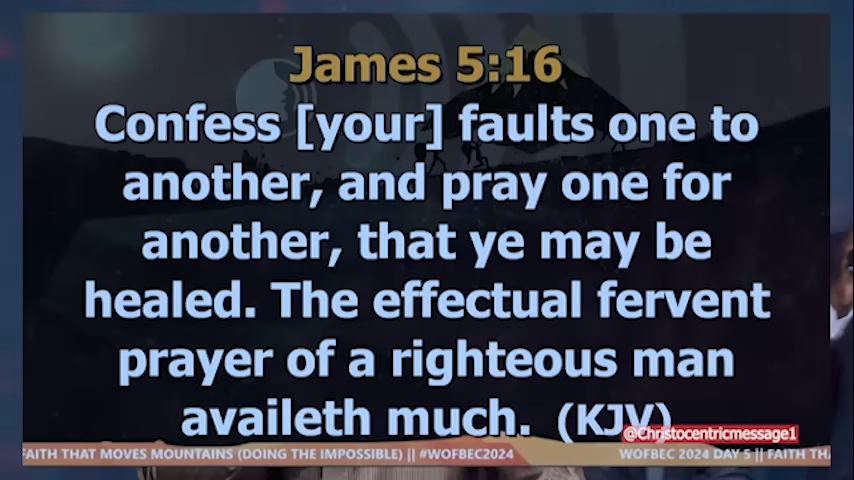 James 5:16
Confess [your] faults one to
another, and pray one for
another, that ye may be
healed. The effectual fervent
prayer of a righteous man
availeth much. (KJV)
@Christocentricmessage1
FAITH THAT MOVES MOUNTAINS (DOING THE IMPOSSIBLE) || #WOFBEC2024 WOFBEC 2024 DAY 5 || FAITH THA